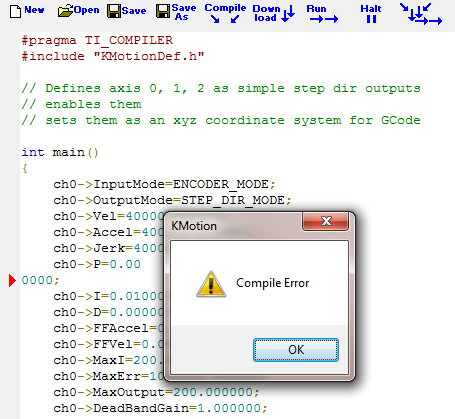 New Open Save Save As Compile Down load Run Halt
#pragma TI_COMPILER
#include "KMotionDef.h"
// Defines axis 0, 1, 2 as simple step dir outputs
// enables them
// sets them as an xyz coordinate system for GCode
int main()
{
ch0->InputMode=ENCODER_MODE;
ch0->OutputMode=STEP_DIR_MODE;
ch0->Vel=40000
ch0->Accel=400
ch0->Jerk=4000
ch0->P=0.00
0000;
ch0->I=0.0100
ch0->D=0.0000
ch0->FFAccel=0
ch0->FFVel=0.0
ch0->MaxI=200.
ch0->MaxErr=10
ch0->MaxOutput=200.000000;
ch0->DeadBandGain=1.000000;
KMotion
Compile Error
OK